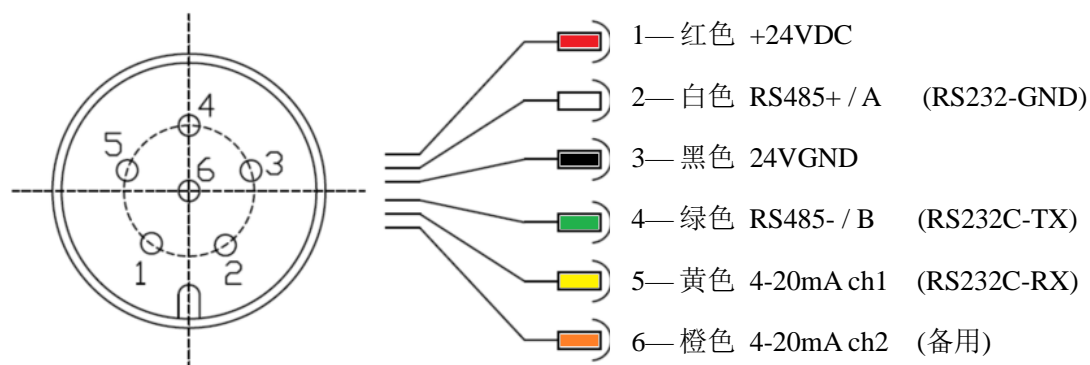 4
5
3
6
1
2
1— 红色 +24VDC
2— 白色 RS485+ / A (RS232-GND)
3— 黑色 24VGND
4— 绿色 RS485- / B (RS232C-TX)
5— 黄色 4-20mA ch1 (RS232C-RX)
6— 橙色 4-20mA ch2 (备用)